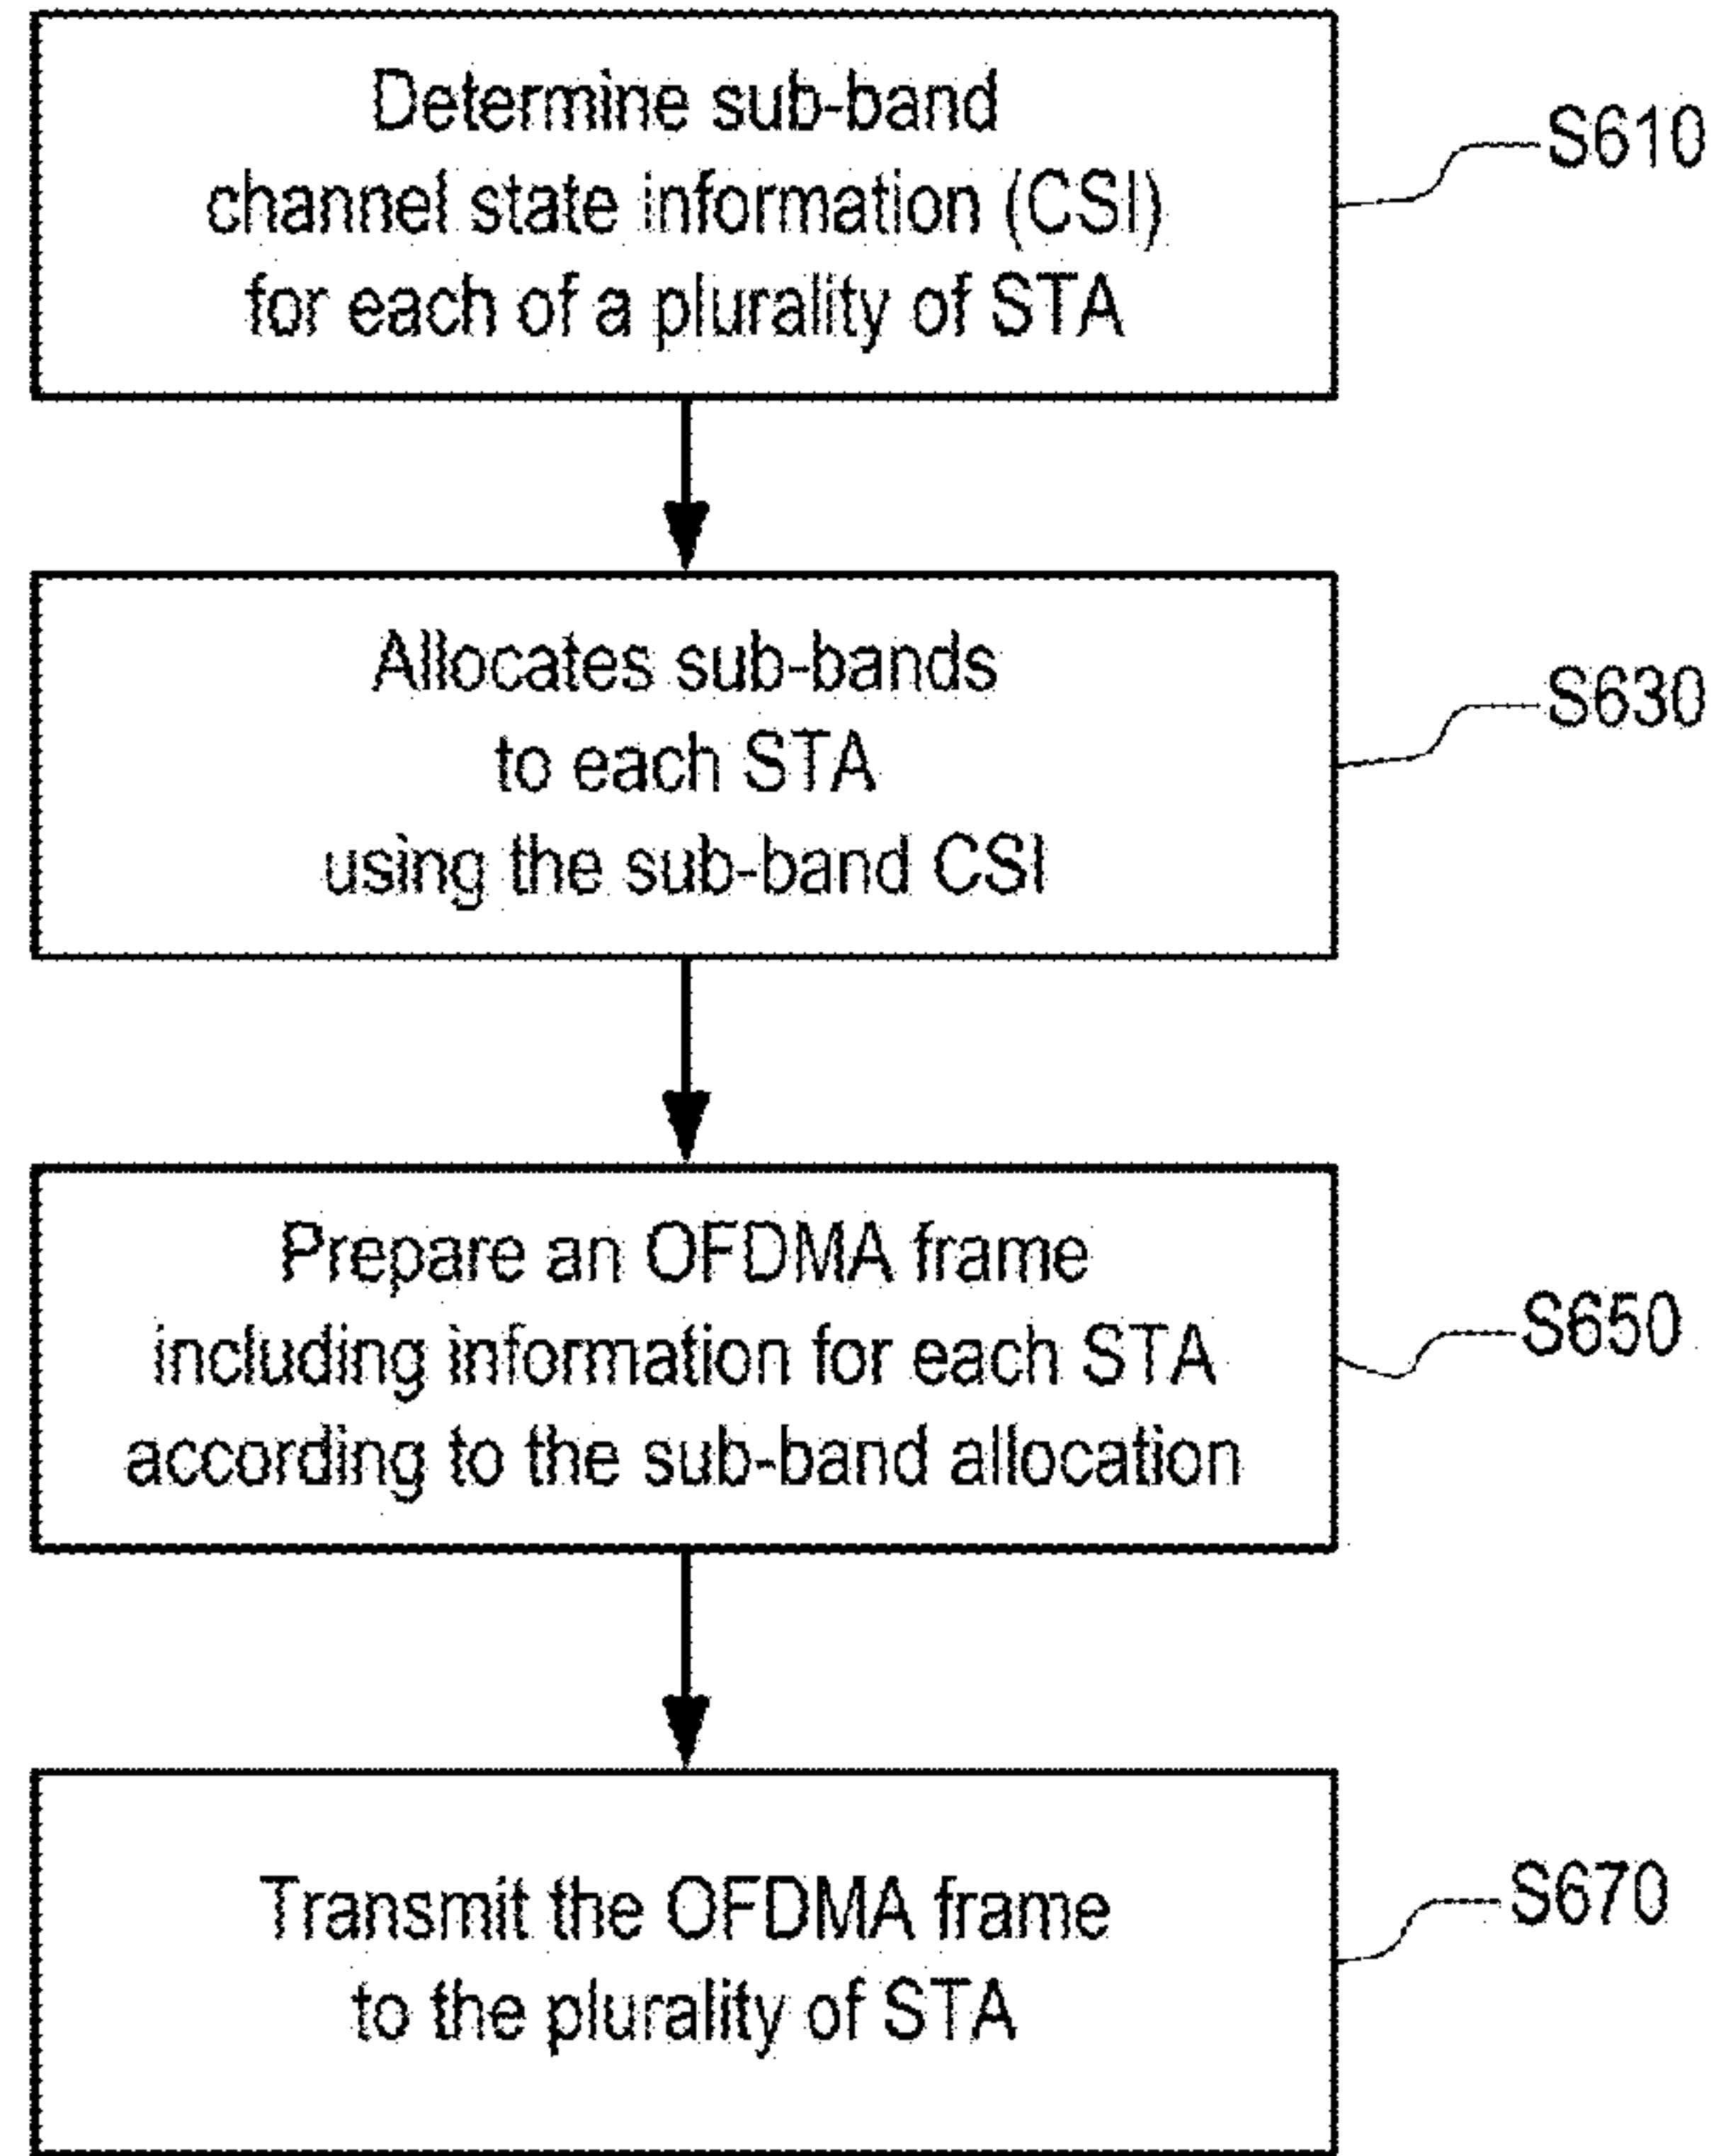 Determine sub-band
channel state information (CSI)
for each of a plurality of STA
S610
Allocates sub-bands
to each STA
using the sub-band CSI
S630
Prepare an OFDMA frame
including information for each STA
according to the sub-band allocation
S650
Transmit the OFDMA frame
to the plurality of STA
S670